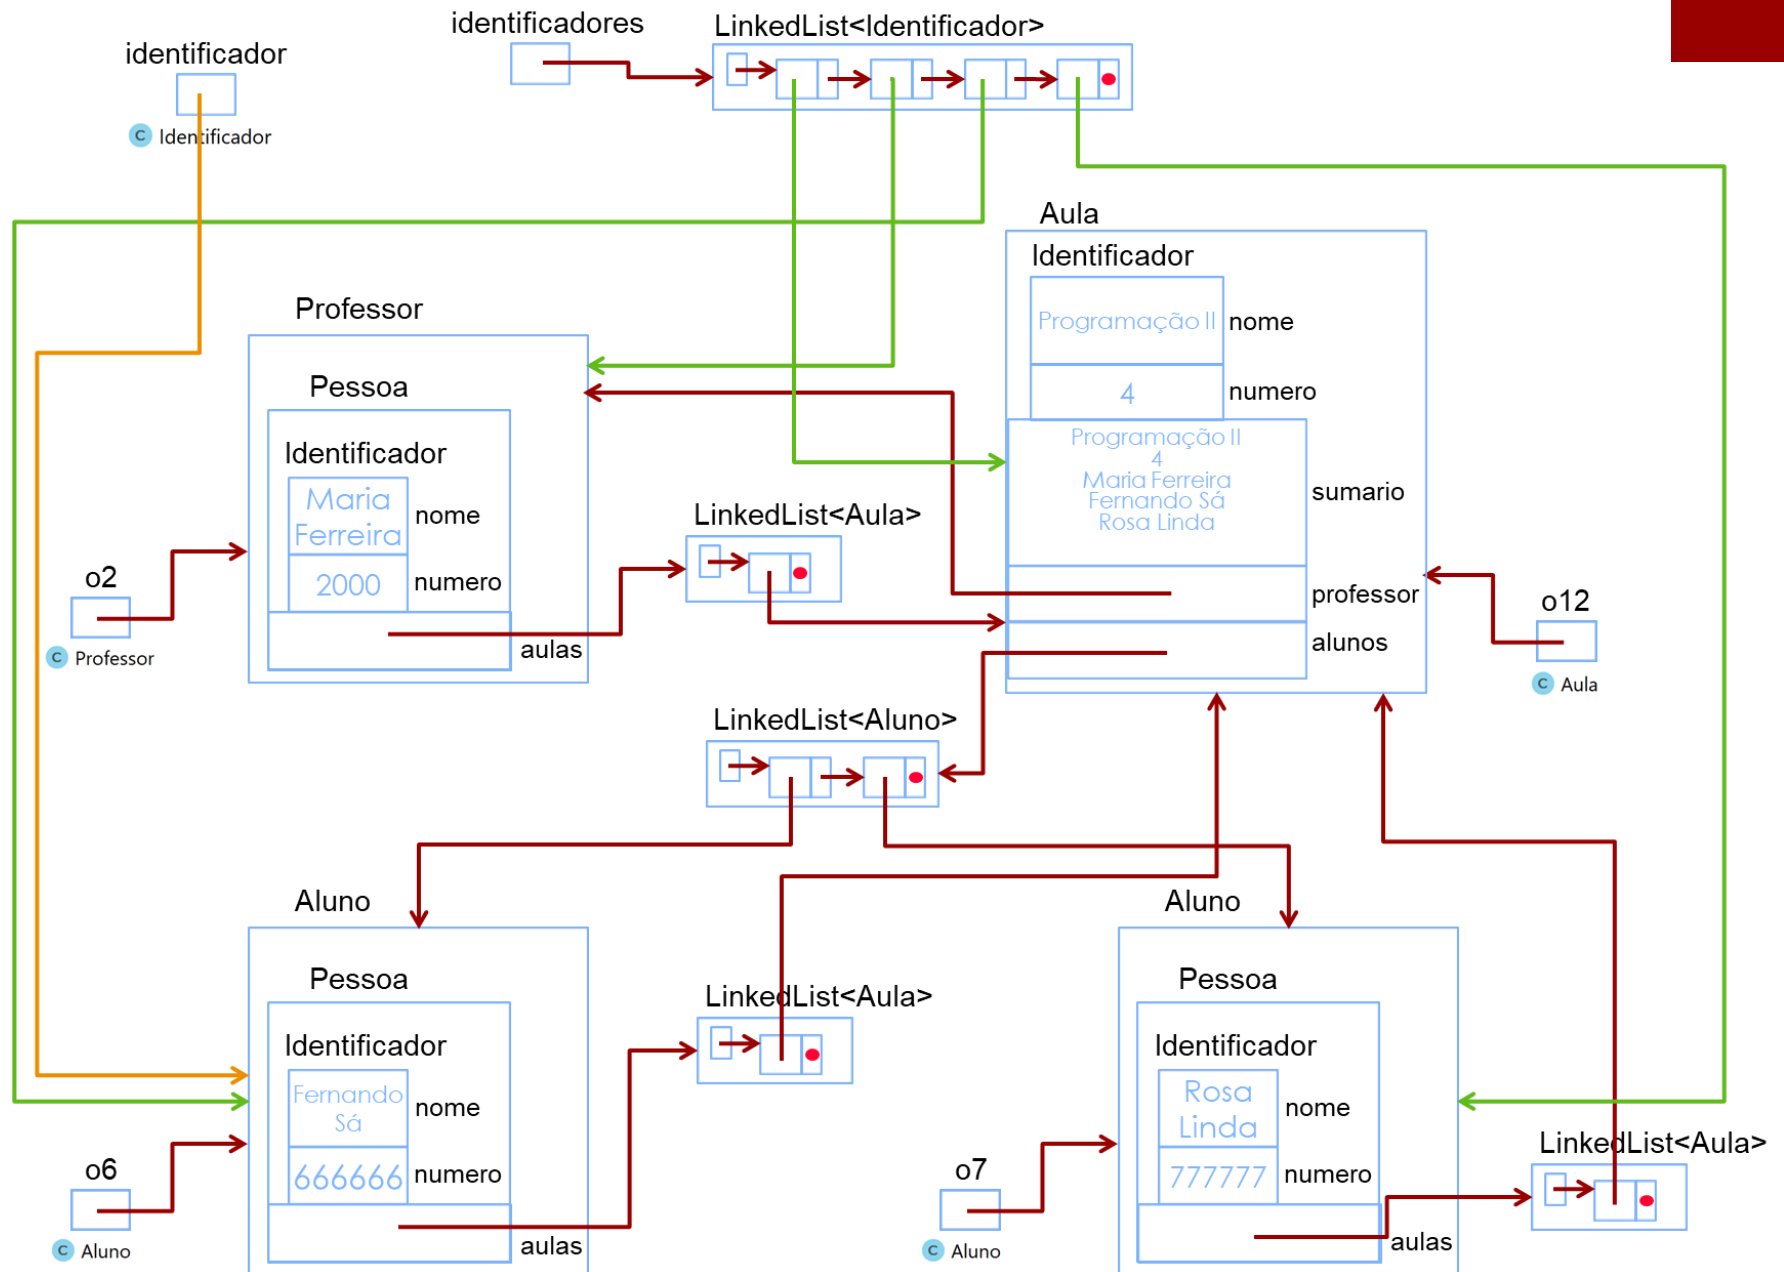 identificadores
LinkedList<Identificador>
identificador
C Identificador
Aula
Identificador
Programação II nome
4 numero
Programação II
4
Maria Ferreira
Fernando Sá
Rosa Linda
sumario
professor
alunos
o12
C Aula
Professor
Pessoa
Identificador
Maria
Ferreira
nome
2000 numero
aulas
o2
C Professor
LinkedList<Aula>
LinkedList<Aluno>
Aluno
Pessoa
Identificador
Fernando
Sá
nome
666666 numero
aulas
o6
C Aluno
LinkedList<Aula>
Aluno
Pessoa
Identificador
Rosa
Linda
nome
777777 numero
aulas
o7
C Aluno
LinkedList<Aula>